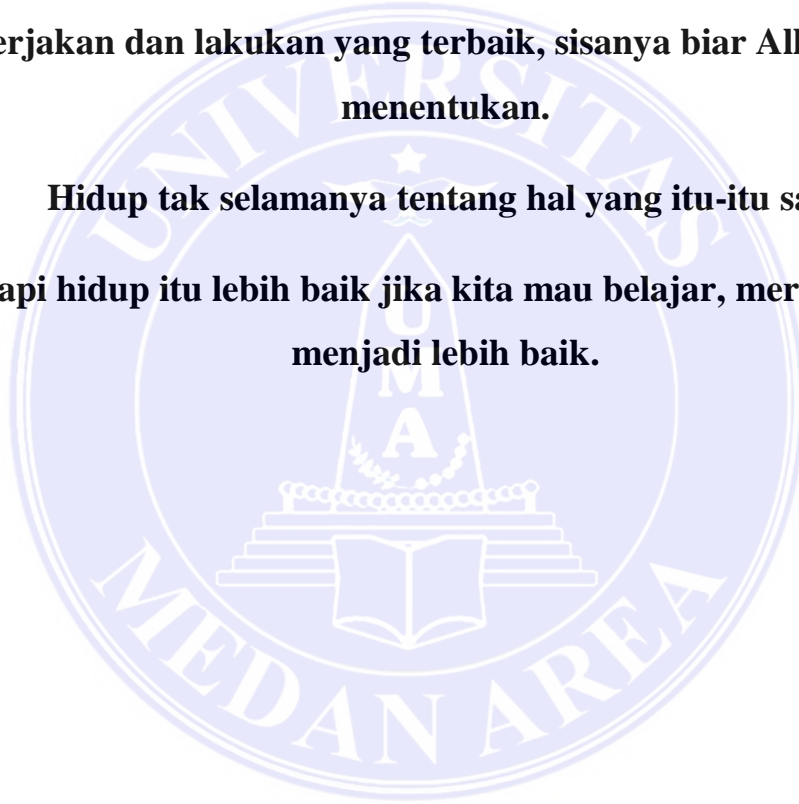 erjakan dan lakukan yang terbaik, sisanya biar All
menentukan.
Hidup tak selamanya tentang hal yang itu-itu sa
api hidup itu lebih baik jika kita mau belajar, mer
menjadi lebih baik.
UNIVERSITAS
UMA
MEDAN AREA